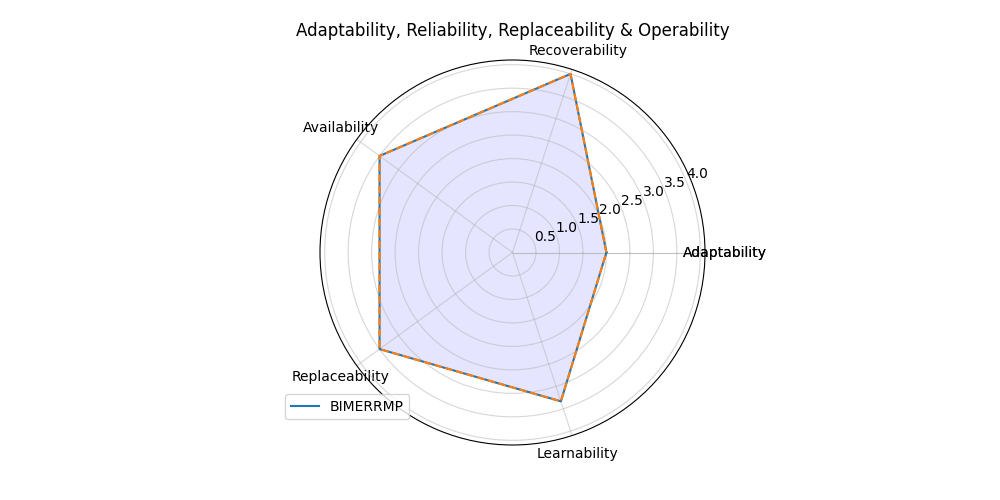 Adaptability, Reliability, Replaceability & Operability
Recoverability
Availability
4.0
3.5
3.0
2.5
2.0
1.5
1.0
0.5
Adaptability
Replaceability
BIMERRMP
Learnability